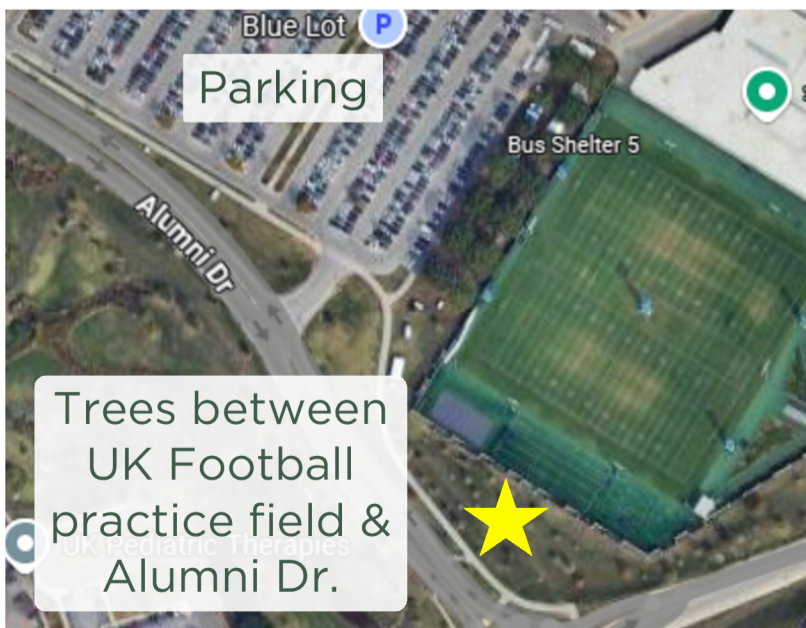 Blue Lot
P
Parking
Bus Shelter 5
Alumni Dr
Trees between
UK Football
practice field &
Alumni Dr.
UK Pediatric Therapies